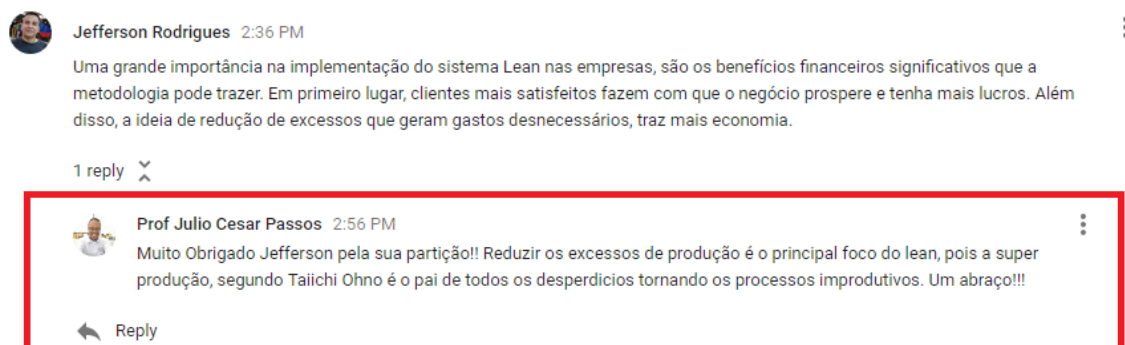 Jefferson Rodrigues 2:36 PM
Uma grande importância na implementação do sistema Lean nas empresas, são os benefícios financeiros significativos que a
metodologia pode trazer. Em primeiro lugar, clientes mais satisfeitos fazem com que o negócio prospere e tenha mais lucros. Além
disso, a ideia de redução de excessos que geram gastos desnecessários, traz mais economia.
1 reply
Prof Julio Cesar Passos 2:56 PM
Muito Obrigado Jefferson pela sua partição!! Reduzir os excessos de produção é o principal foco do lean, pois a super
produção, segundo Taiichi Ohno é o pai de todos os desperdicios tornando os processos improdutivos. Um abraço!!!
Reply